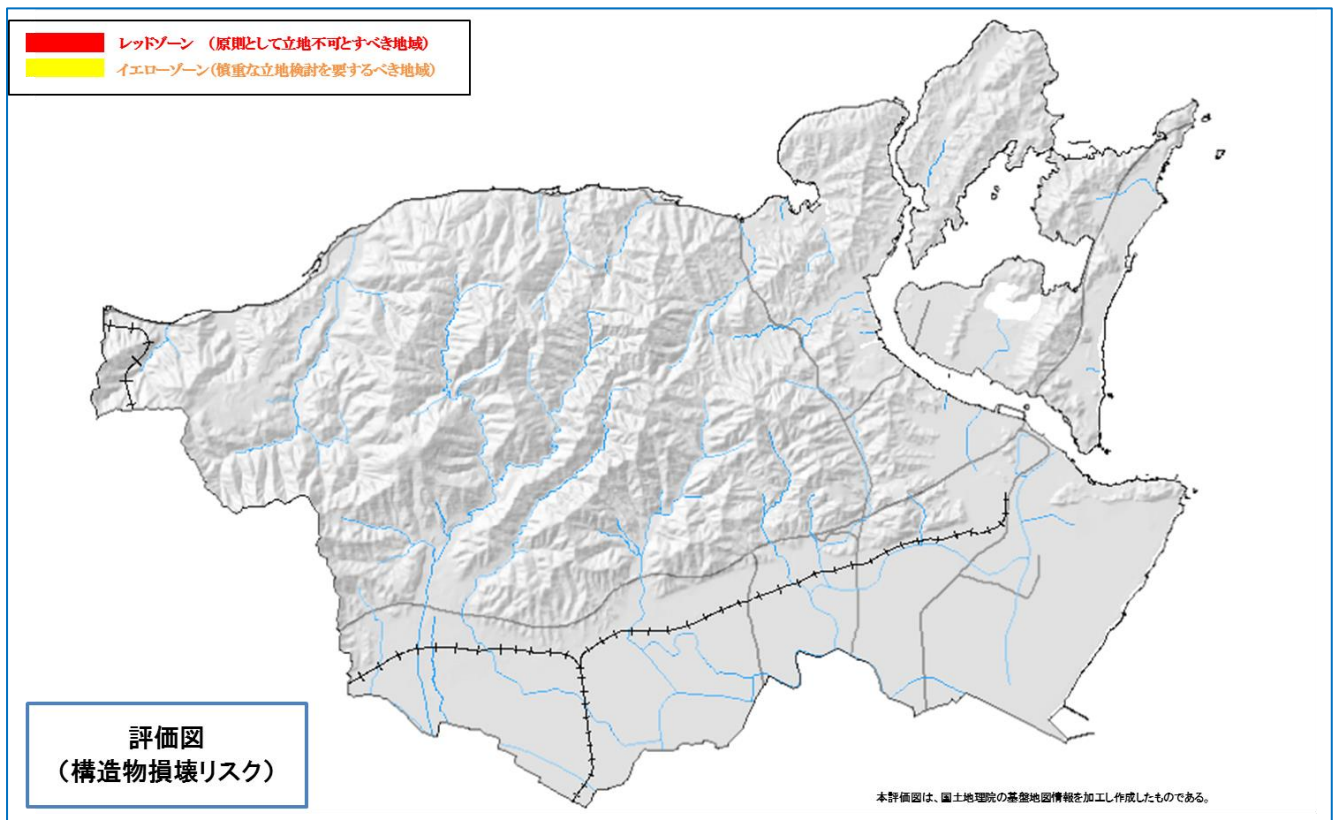 レッドゾーン （原則として立地不可とすべき地域）
イエローゾーン（慎重な立地検討を要するべき地域）
評価図
（構造物損壊リスク）
本評価図は、国土地理院の基盤地図情報を加工し作成したものである。